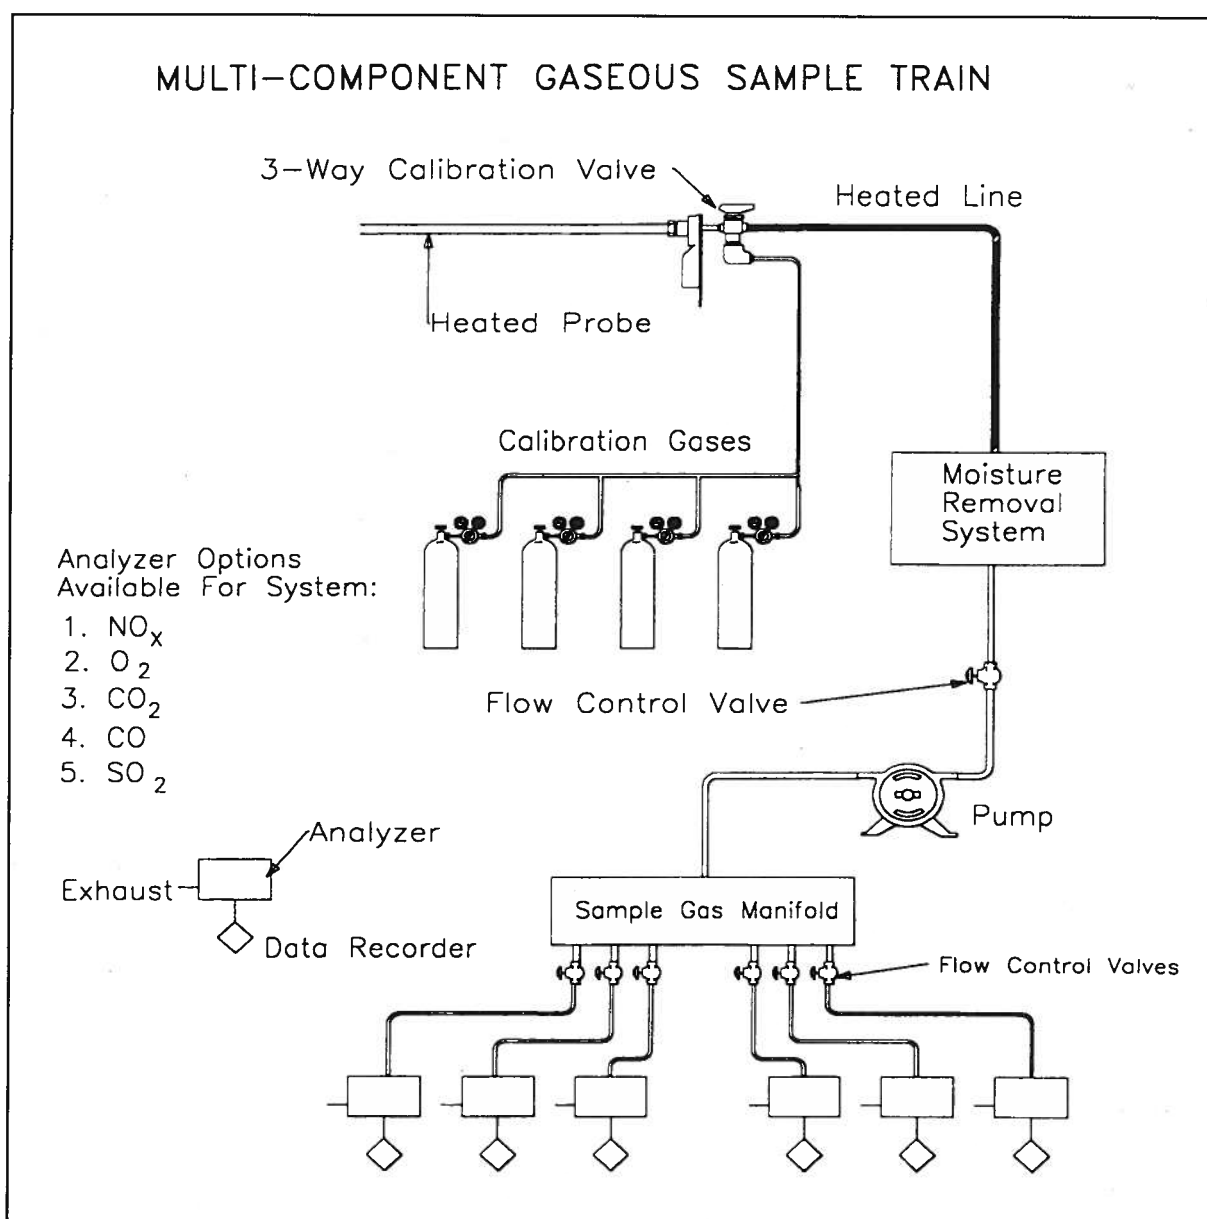 MULTI-COMPONENT GASEOUS SAMPLE TRAIN
3-Way Calibration Valve
Heated Line
Heated Probe
Calibration Gases
Moisture
Removal
System
Analyzer Options
Available For System:
1. NOx
2. O2
3. CO2
4. CO
5. SO2
Flow Control Valve
Pump
Analyzer
Exhaust
Data Recorder
Sample Gas Manifold
Flow Control Valves